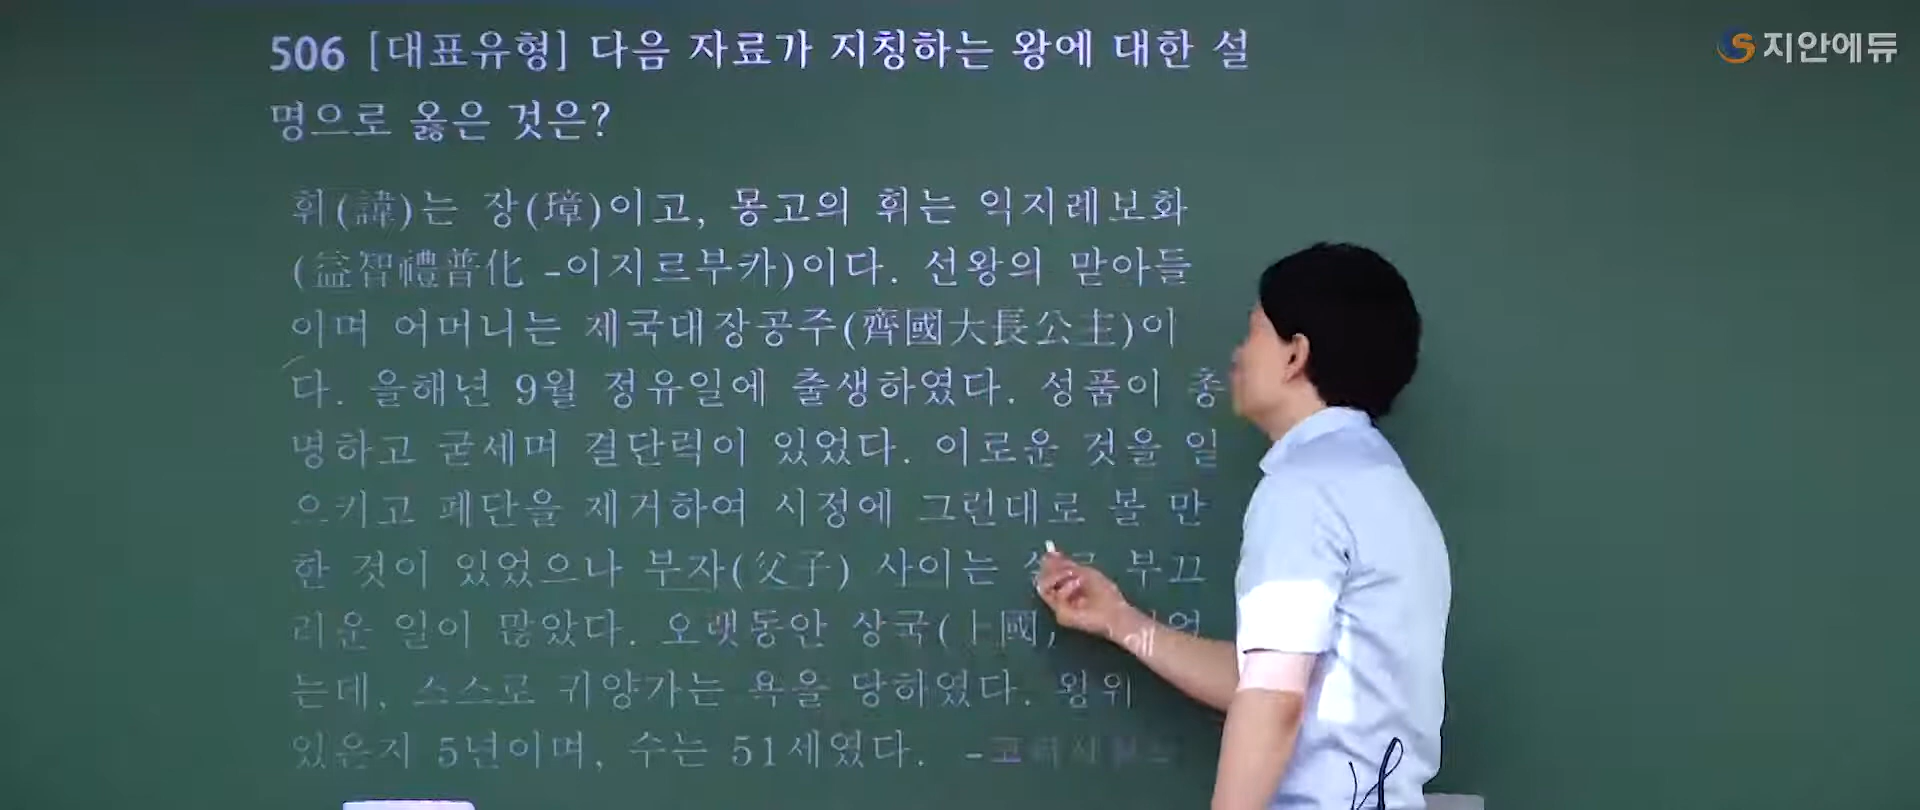 지안에듀
506 [대표유형] 다음 자료가 지칭하는 왕에 대한 설
명으로 옳은 것은?
휘(諱)는 장(璋)이고, 몽고의 휘는 익지례보화
(益智禮普化 -이지르부카)이다. 선왕의 맏아들
이며 어머니는 제국대장공주(齊國大長公主)이
다. 을해년 9월 정유일에 출생하였다. 성품이 총
명하고 굳세며 결단력이 있었다. 이로운 것을 일
으키고 폐단을 제거하여 시정에 그런대로 볼 만
한 것이 있었으나 부자(父子) 사이는 부끄
러운 일이 많았다. 오랫동안 상국(上國,
는데, 스스로 귀양가는 욕을 당하였다. 왕위
있은지 5년이며, 수는 51세였다.